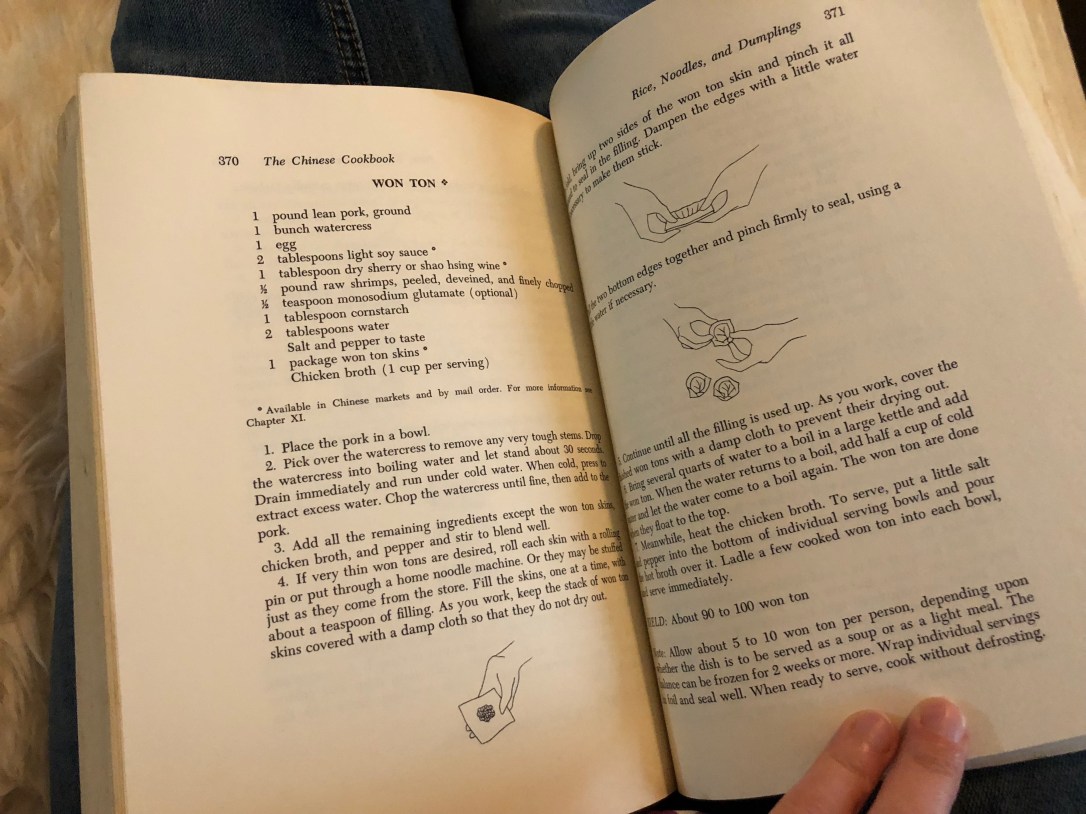 370 The Chinese Cookbook
WON TON ❖
1 pound lean pork, ground
1 bunch watercress
1 egg
2 tablespoons light soy sauce *
1 tablespoon dry sherry or shao hsing wine *
½ pound raw shrimps, peeled, deveined, and finely chopped
½ teaspoon monosodium glutamate (optional)
1 tablespoon cornstarch
2 tablespoons water
Salt and pepper to taste
1 package won ton skins *
Chicken broth (1 cup per serving)
* Available in Chinese markets and by mail order. For more information see
Chapter XI.
1. Place the pork in a bowl.
2. Pick over the watercress to remove any very tough stems. Drop
the watercress into boiling water and let stand about 30 seconds.
Drain immediately and run under cold water. When cold, press to
extract excess water. Chop the watercress until fine, then add to the
pork.
3. Add all the remaining ingredients except the won ton skins,
chicken broth, and pepper and stir to blend well.
4. If very thin won tons are desired, roll each skin with a rolling
pin or put through a home noodle machine. Or they may be stuffed
just as they come from the store. Fill the skins, one at a time, with
about a teaspoon of filling. As you work, keep the stack of won ton
skins covered with a damp cloth so that they do not dry out.
Rice, Noodles, and Dumplings 371
bring up two sides of the won ton skin and pinch it all
to seal in the filling. Dampen the edges with a little water
to make them stick.
the two bottom edges together and pinch firmly to seal, using a
water if necessary.
Continue until all the filling is used up. As you work, cover the
won tons with a damp cloth to prevent their drying out.
Bring several quarts of water to a boil in a large kettle and add
won ton. When the water returns to a boil, add half a cup of cold
and let the water come to a boil again. The won ton are done
they float to the top.
7. Meanwhile, heat the chicken broth. To serve, put a little salt
pepper into the bottom of individual serving bowls and pour
hot broth over it. Ladle a few cooked won ton into each bowl,
serve immediately.
About 90 to 100 won ton
Allow about 5 to 10 won ton per person, depending upon
the dish is to be served as a soup or as a light meal. The
can be frozen for 2 weeks or more. Wrap individual servings
foil and seal well. When ready to serve, cook without defrosting.